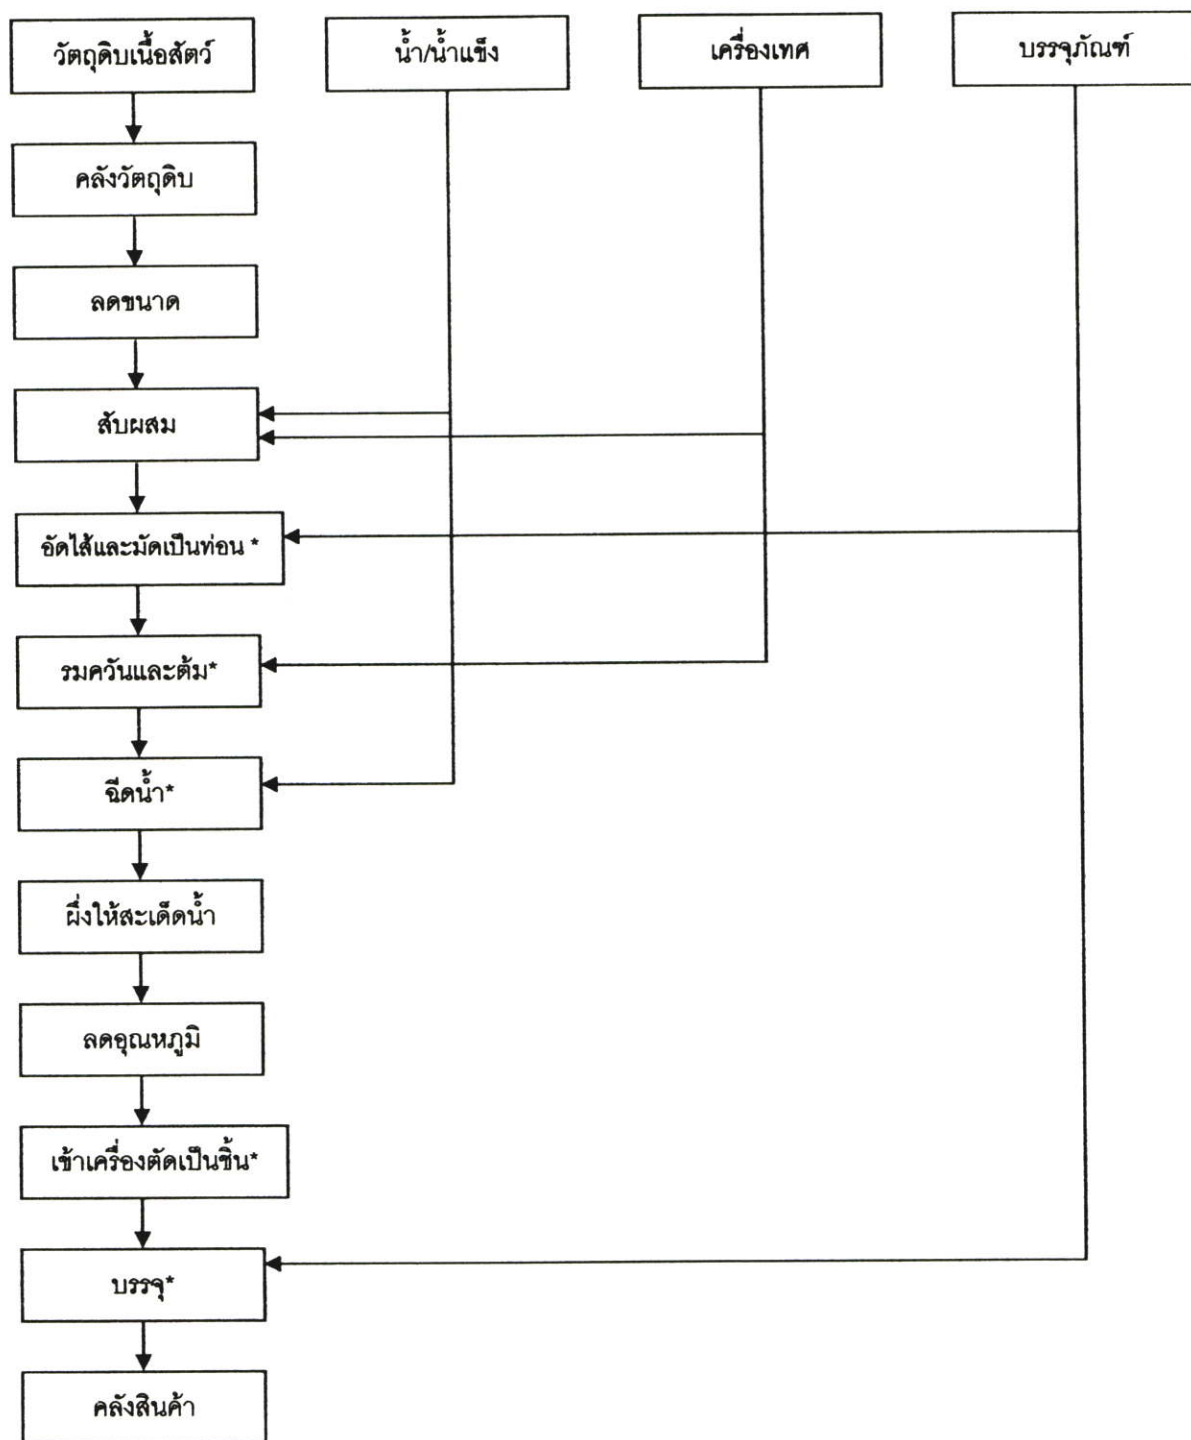 วัตถุดิบเนื้อสัตว์
น้ำ/น้ำแข็ง
เครื่องเทศ
บรรจุภัณฑ์
คลังวัตถุดิบ
ลดขนาด
สับผสม
อัดไส้และมัดเป็นท่อน *
รมควันและต้ม*
ฉีดน้ำ*
ผึ่งให้สะเด็ดน้ำ
ลดอุณหภูมิ
เข้าเครื่องตัดเป็นชิ้น*
บรรจุ*
คลังสินค้า